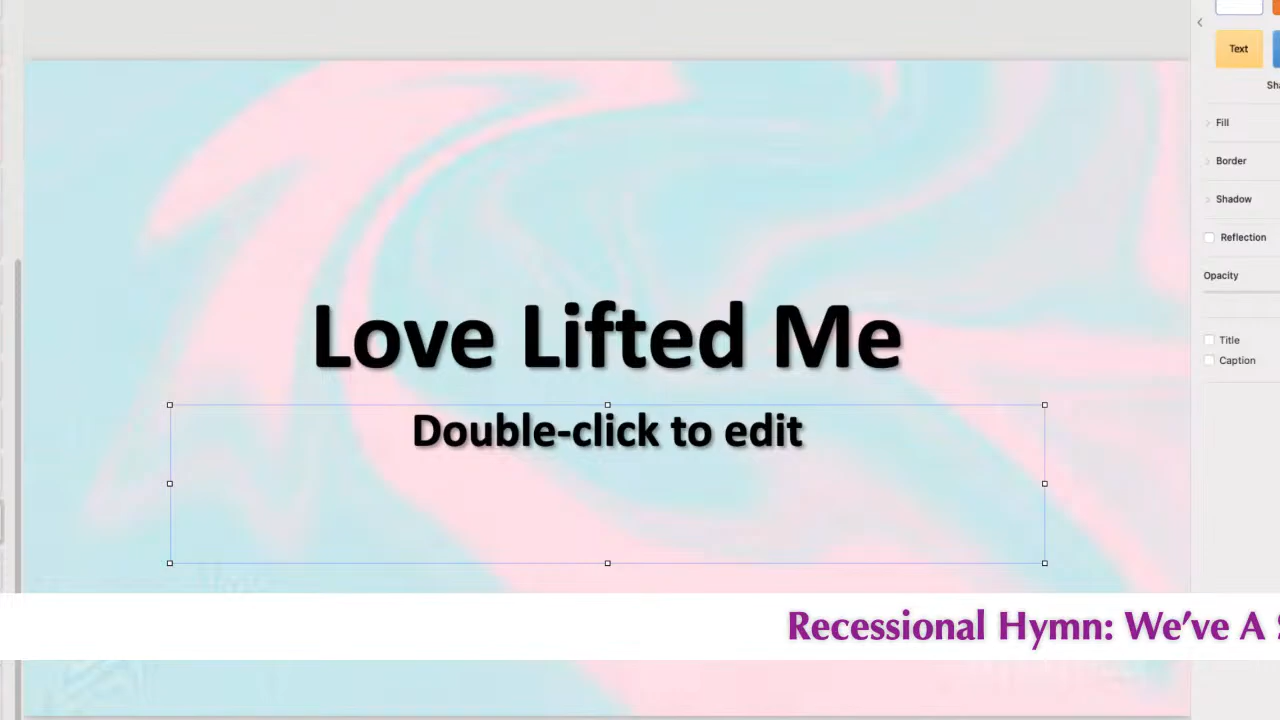 Text
Fill
Border
Shadow
Reflection
Opacity
Title
Caption
Love Lifted Me
Double-click to edit
Recessional Hymn: We've A